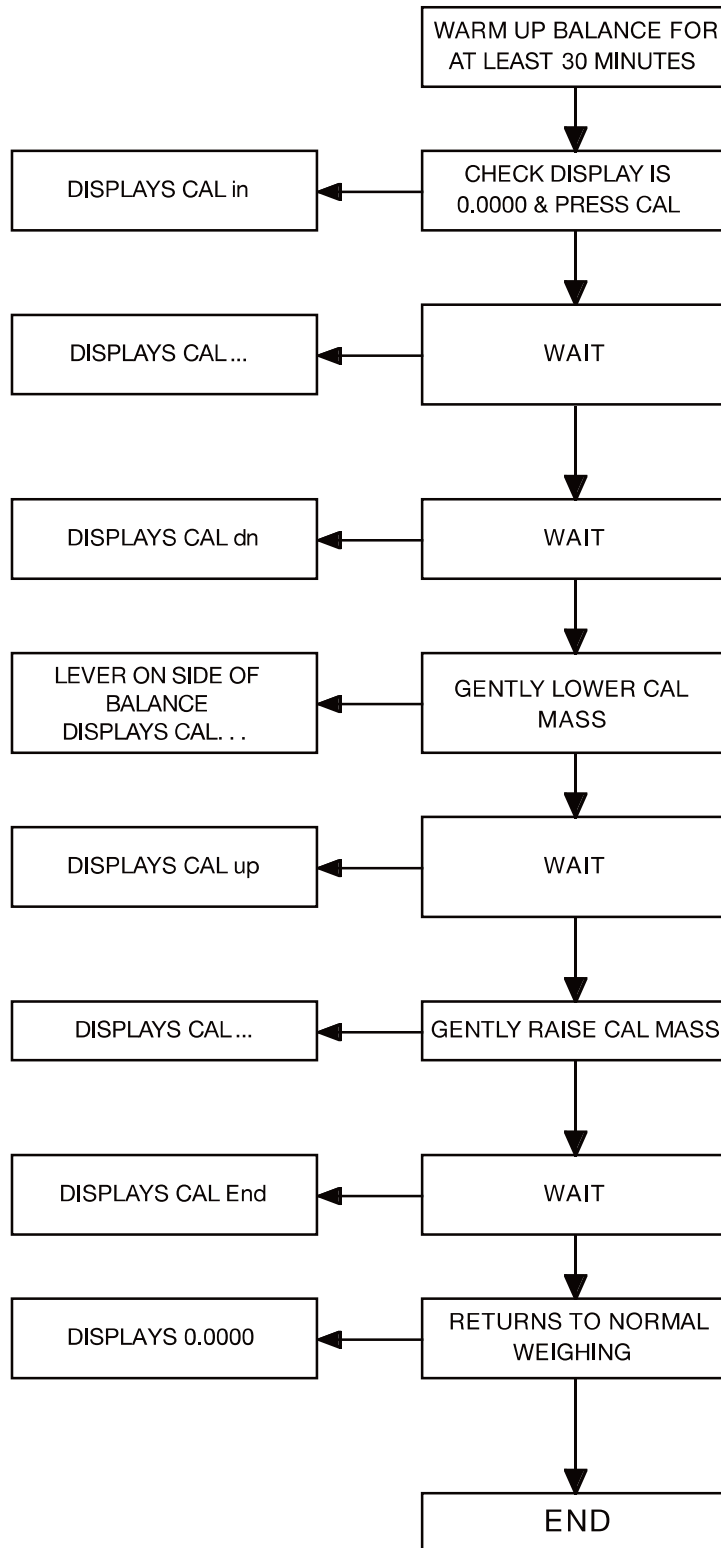 WARM UP BALANCE FOR
AT LEAST 30 MINUTES
DISPLAYS CAL in
CHECK DISPLAY IS
0.0000 & PRESS CAL
DISPLAYS CAL ...
WAIT
DISPLAYS CAL dn
WAIT
LEVER ON SIDE OF
BALANCE
DISPLAYS CAL. . .
GENTLY LOWER CAL
MASS
DISPLAYS CAL up
WAIT
DISPLAYS CAL ...
GENTLY RAISE CAL MASS
DISPLAYS CAL End
WAIT
DISPLAYS 0.0000
RETURNS TO NORMAL
WEIGHING
END